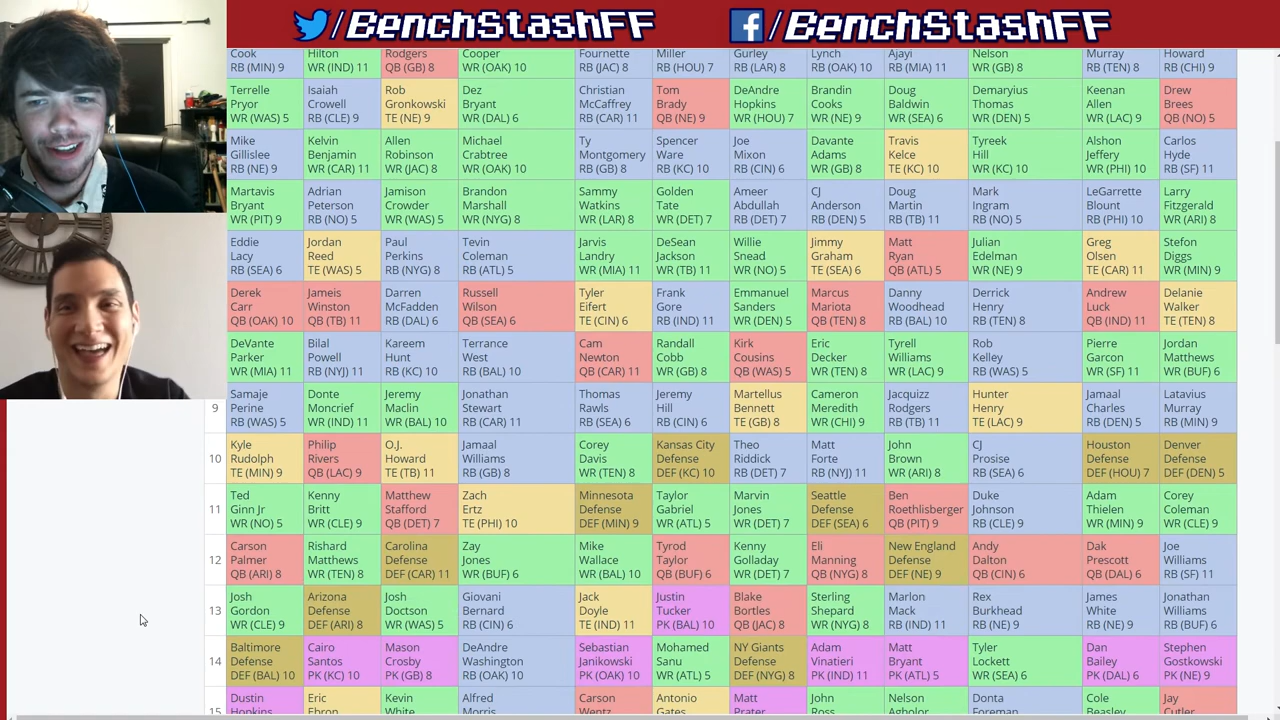 /BenchStashFF /BenchStashFF
Cook Hilton Rodgers Cooper Fournette Miller Gurley Lynch Ajayi Nelson Murray Howard
RB (MIN) 9 WR (IND) 11 QB (GB) 8 WR (OAK) 10 RB (JAC) 8 RB (HOU) 7 RB (LAR) 8 RB (OAK) 10 RB (MIA) 11 WR (GB) 8 RB (TEN) 8 RB (CHI) 9
Terrelle Isaiah Rob Dez Christian Tom DeAndre Brandin Doug Demaryius Keenan Drew
Pryor Crowell Gronkowski Bryant McCaffrey Brady Hopkins Cooks Baldwin Thomas Allen Brees
WR (WAS) 5 RB (CLE) 9 TE (NE) 9 WR (DAL) 6 RB (CAR) 11 QB (NE) 9 WR (HOU) 7 WR (NE) 9 WR (SEA) 6 WR (DEN) 5 WR (LAC) 9 QB (NO) 5
Mike Kelvin Allen Michael Ty Spencer Joe Davante Travis Tyreek Alshon Carlos
Gillislee Benjamin Robinson Crabtree Montgomery Ware Mixon Adams Kelce Hill Jeffery Hyde
RB (NE) 9 WR (CAR) 11 WR (JAC) 8 WR (OAK) 10 RB (GB) 8 RB (KC) 10 RB (CIN) 6 WR (GB) 8 TE (KC) 10 WR (KC) 10 WR (PHI) 10 RB (SF) 11
Martavis Adrian Jamison Brandon Sammy Golden Ameer CJ Doug Mark LeGarrette Larry
Bryant Peterson Crowder Marshall Watkins Tate Abdullah Anderson Martin Ingram Blount Fitzgerald
WR (PIT) 9 RB (NO) 5 WR (WAS) 5 WR (NYG) 8 WR (LAR) 8 WR (DET) 7 RB (DET) 7 RB (DEN) 5 RB (TB) 11 RB (NO) 5 RB (PHI) 10 WR (ARI) 8
Eddie Jordan Paul Tevin Jarvis DeSean Willie Jimmy Matt Julian Greg Stefon
Lacy Reed Perkins Coleman Landry Jackson Snead Graham Ryan Edelman Olsen Diggs
RB (SEA) 6 TE (WAS) 5 RB (NYG) 8 RB (ATL) 5 WR (MIA) 11 WR (TB) 11 WR (NO) 5 TE (SEA) 6 QB (ATL) 5 WR (NE) 9 TE (CAR) 11 WR (MIN) 9
Derek Jameis Darren Russell Tyler Frank Emmanuel Marcus Danny Derrick Andrew Delanie
Carr Winston McFadden Wilson Eifert Gore Sanders Mariota Woodhead Henry Luck Walker
QB (OAK) 10 QB (TB) 11 RB (DAL) 6 QB (SEA) 6 TE (CIN) 6 RB (IND) 11 WR (DEN) 5 QB (TEN) 8 RB (BAL) 10 RB (TEN) 8 QB (IND) 11 TE (TEN) 8
DeVante Bilal Kareem Terrance Cam Randall Kirk Eric Tyrell Rob Pierre Jordan
Parker Powell Hunt West Newton Cobb Cousins Decker Williams Kelley Garcon Matthews
WR (MIA) 11 RB (NYJ) 11 RB (KC) 10 RB (BAL) 10 QB (CAR) 11 WR (GB) 8 QB (WAS) 5 WR (TEN) 8 WR (LAC) 9 RB (WAS) 5 WR (SF) 11 WR (BUF) 6
Samaje Donte Jeremy Jonathan Thomas Jeremy Martellus Cameron Jacquizz Hunter Jamaal Latavius
9 Perine Moncrief Maclin Stewart Rawls Hill Bennett Meredith Rodgers Henry Charles Murray
RB (WAS) 5 WR (IND) 11 WR (BAL) 10 RB (CAR) 11 RB (SEA) 6 RB (CIN) 6 TE (GB) 8 WR (CHI) 9 RB (TB) 11 TE (LAC) 9 RB (DEN) 5 RB (MIN) 9
Kyle Philip O.J. Jamaal Corey Kansas City Theo Matt John CJ Houston Denver
10 Rudolph Rivers Howard Williams Davis Defense Riddick Forte Brown Prosise Defense Defense
TE (MIN) 9 QB (LAC) 9 TE (TB) 11 RB (GB) 8 WR (TEN) 8 DEF (KC) 10 RB (DET) 7 RB (NYJ) 11 WR (ARI) 8 RB (SEA) 6 DEF (HOU) 7 DEF (DEN) 5
Ted Kenny Matthew Zach Minnesota Taylor Marvin Seattle Ben Duke Adam Corey
11 Ginn Jr Britt Stafford Ertz Defense Gabriel Jones Defense Roethlisberger Johnson Thielen Coleman
WR (NO) 5 WR (CLE) 9 QB (DET) 7 TE (PHI) 10 DEF (MIN) 9 WR (ATL) 5 WR (DET) 7 DEF (SEA) 6 QB (PIT) 9 RB (CLE) 9 WR (MIN) 9 WR (CLE) 9
Carson Rishard Carolina Zay Mike Tyrod Kenny Eli New England Andy Dak Joe
12 Palmer Matthews Defense Jones Wallace Taylor Golladay Manning Defense Dalton Prescott Williams
QB (ARI) 8 WR (TEN) 8 DEF (CAR) 11 WR (BUF) 6 WR (BAL) 10 QB (BUF) 6 WR (DET) 7 QB (NYG) 8 DEF (NE) 9 QB (CIN) 6 QB (DAL) 6 RB (SF) 11
Josh Arizona Josh Giovani Jack Justin Blake Sterling Marlon Rex James Jonathan
13 Gordon Defense Doctson Bernard Doyle Tucker Bortles Shepard Mack Burkhead White Williams
WR (CLE) 9 DEF (ARI) 8 WR (WAS) 5 RB (CIN) 6 TE (IND) 11 PK (BAL) 10 QB (JAC) 8 WR (NYG) 8 RB (IND) 11 RB (NE) 9 RB (NE) 9 RB (BUF) 6
Baltimore Cairo Mason DeAndre Sebastian Mohamed NY Giants Adam Matt Tyler Dan Stephen
14 Defense Santos Crosby Washington Janikowski Sanu Defense Vinatieri Bryant Lockett Bailey Gostkowski
DEF (BAL) 10 PK (KC) 10 PK (GB) 8 RB (OAK) 10 PK (OAK) 10 WR (ATL) 5 DEF (NYG) 8 PK (IND) 11 PK (ATL) 5 WR (SEA) 6 PK (DAL) 6 PK (NE) 9
Dustin Eric Kevin Alfred Carson Antonio Matt John Nelson Donta Cole Jay
15 Hopkins Ebron White Morris Wentz Gates Prater Ross Agholor Foreman Beasley Cutler